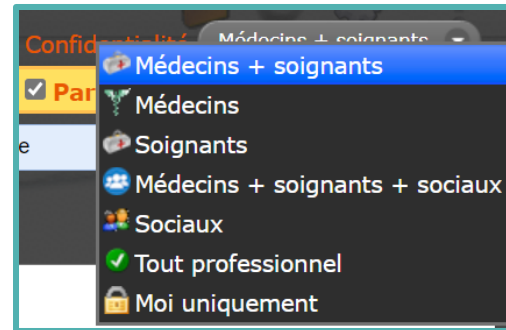 Confidentialité Médecins + soignants
Médecins + soignants
Par
Médecins
e
Soignants
Médecins + soignants + sociaux
Sociaux
Tout professionnel
Moi uniquement